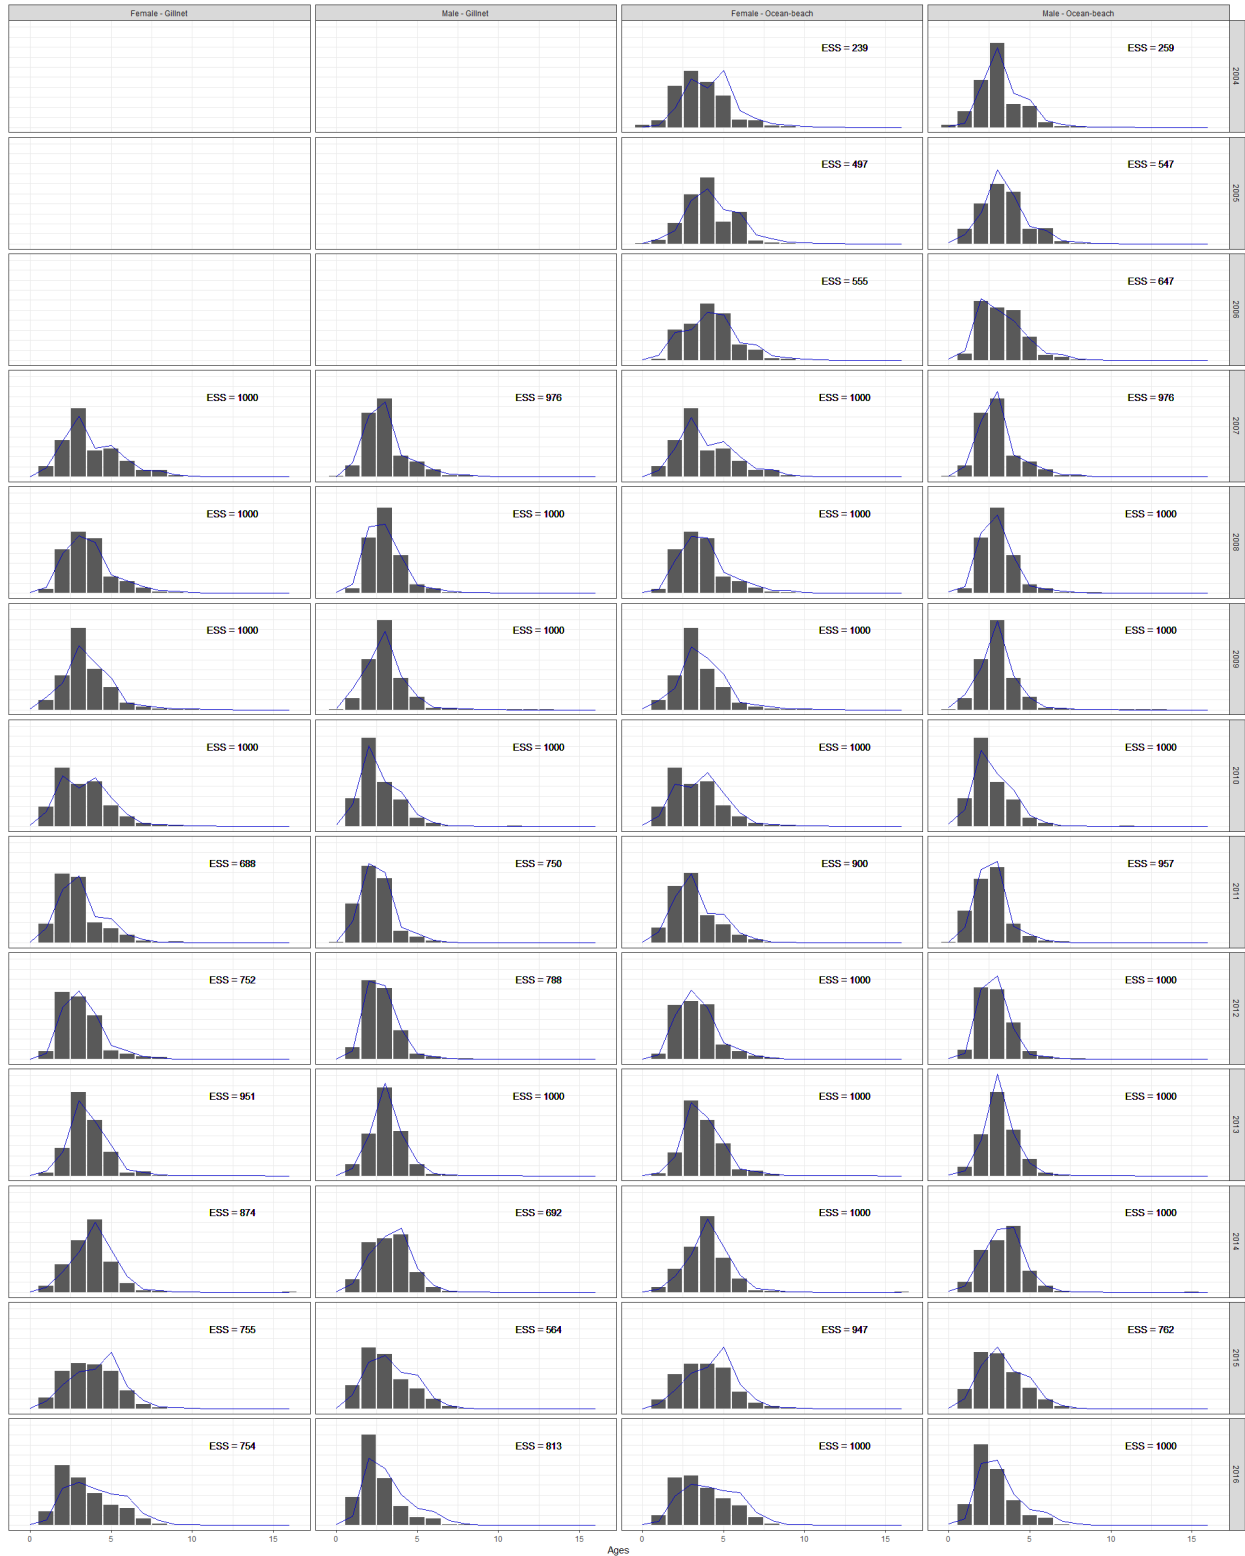 Female - Gillnet Male - Gillnet Female - Ocean-beach Male - Ocean-beach
ESS = 239 ESS = 259 2004
ESS = 497 ESS = 547 2005
ESS = 555 ESS = 647 2006
ESS = 1000 ESS = 976 ESS = 1000 ESS = 976 2007
ESS = 1000 ESS = 1000 ESS = 1000 ESS = 1000 2008
ESS = 1000 ESS = 1000 ESS = 1000 ESS = 1000 2009
ESS = 1000 ESS = 1000 ESS = 1000 ESS = 1000 2010
ESS = 688 ESS = 750 ESS = 900 ESS = 957 2011
ESS = 752 ESS = 788 ESS = 1000 ESS = 1000 2012
ESS = 951 ESS = 1000 ESS = 1000 ESS = 1000 2013
ESS = 874 ESS = 692 ESS = 1000 ESS = 1000 2014
ESS = 755 ESS = 564 ESS = 947 ESS = 762 2015
ESS = 754 ESS = 813 ESS = 1000 ESS = 1000 2016
0 5 10 15 0 5 10 15 0 5 10 15 0 5 10 15
Ages